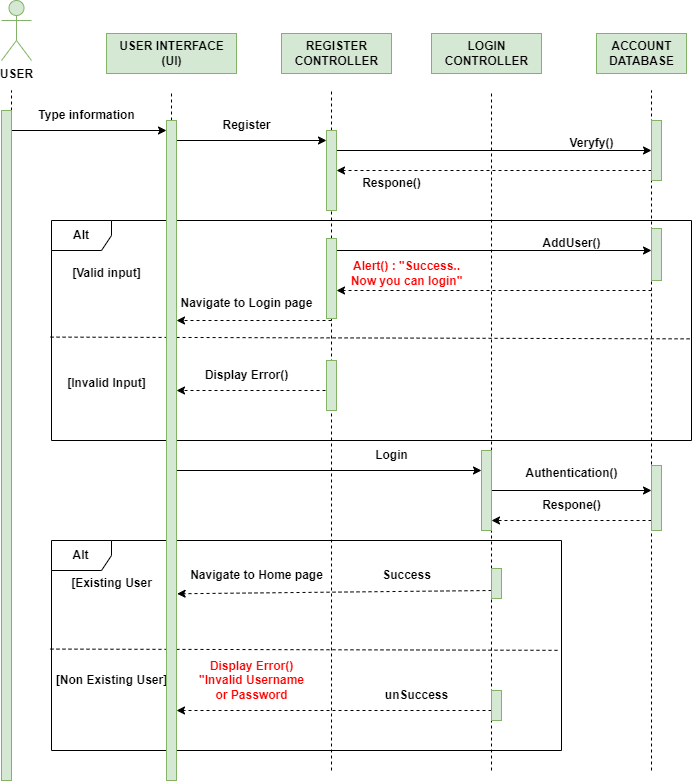 USER
USER INTERFACE
(UI)
REGISTER
CONTROLLER
LOGIN
CONTROLLER
ACCOUNT
DATABASE
Type information
Register
Veryfy()
Respone()
Alt
AddUser()
[Valid input]
Alert() : "Success..
Now you can login"
Navigate to Login page
[Invalid Input]
Display Error()
Login
Authentication()
Respone()
Alt
[Existing User
Navigate to Home page
Success
[Non Existing User]
Display Error()
"Invalid Username
or Password
unSuccess